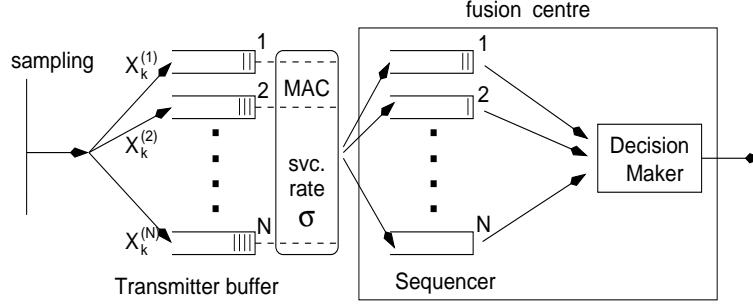 fusion centre
sampling
X_k^(1)
1
MAC
1
X_k^(2)
2
2
svc.
rate
σ
Decision
Maker
X_k^(N)
N
N
Transmitter buffer
Sequencer